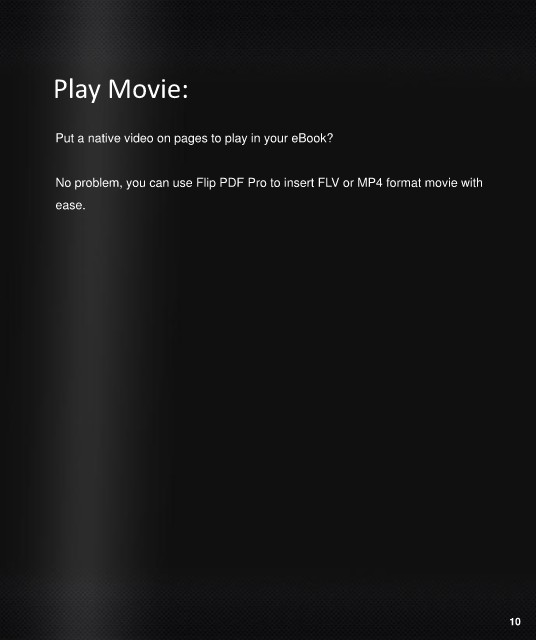 Play Movie:
Put a native video on pages to play in your eBook?
No problem, you can use Flip PDF Pro to insert FLV or MP4 format movie with
ease.
10